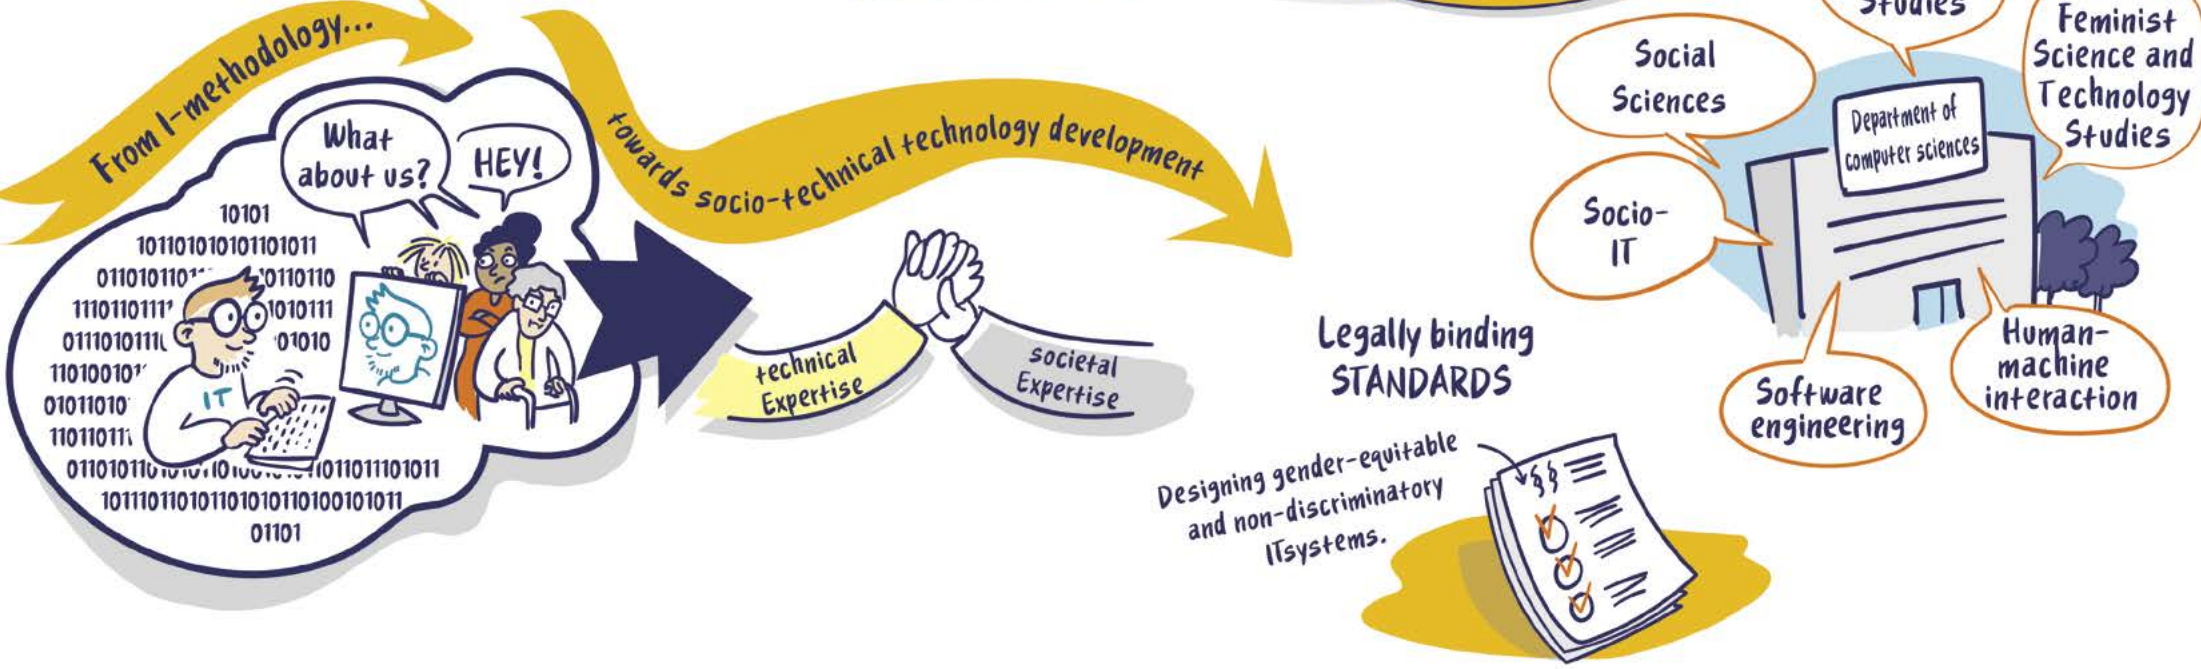 From I-methodology...
What
about us?
HEY!
10101
101101010101101011
IT
01101
towards socio-technical technology development
technical
Expertise
societal
Expertise
Legally binding
STANDARDS
Designing gender-equitable
and non-discriminatory
ITsystems.
§§
Studies
Feminist
Science and
Technology
Studies
Social
Sciences
Department of
computer sciences
Socio-
IT
Software
engineering
Human-
machine
interaction